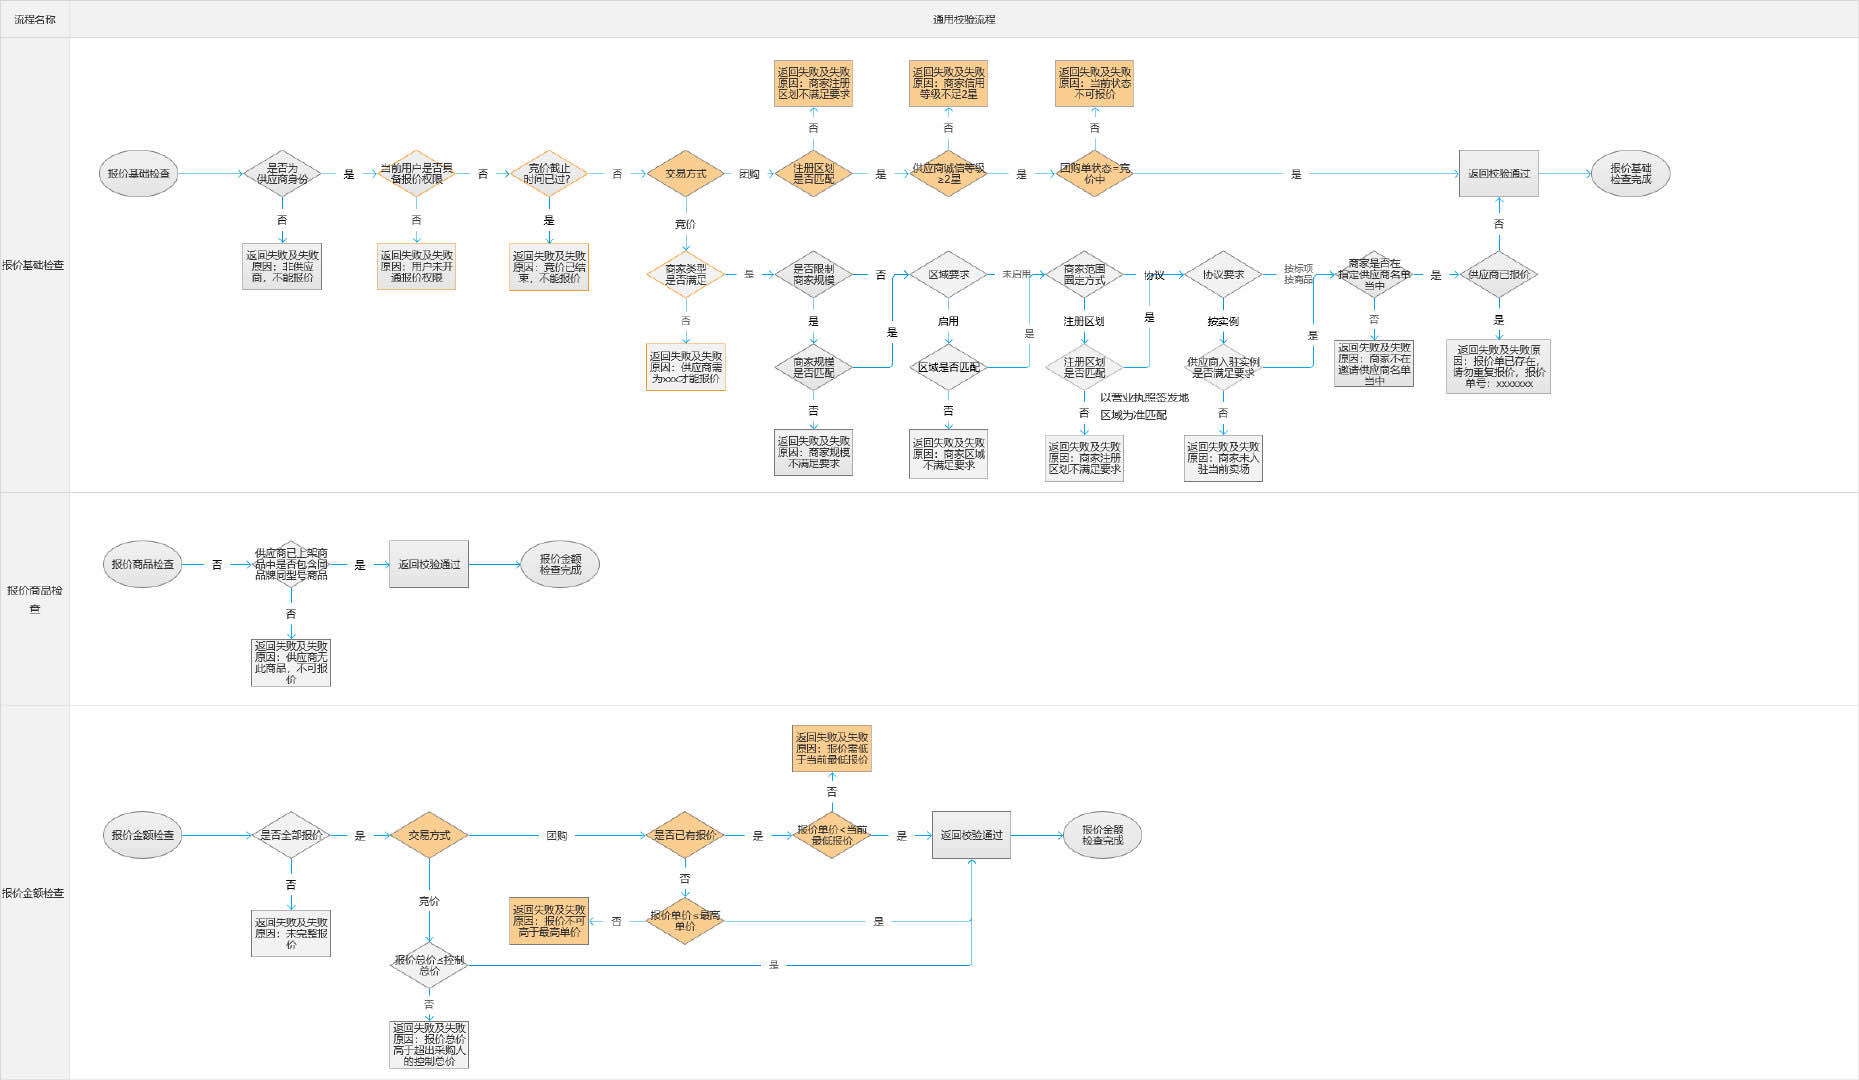 流程名称
通用校验流程
报价基础检查
返回失败及失败
原因：商家注册
区划不满足要求
返回失败及失败
原因：商家信用
等级不足2星
返回失败及失败
原因：当前状态
不可报价
否
否
否
报价基础检查
是否为
供应商身份
是
当前用户是否具
备报价权限
否
竞价截止
时间已过？
否
交易方式
团购
注册区划
是否匹配
是
供应商诚信等级
≥2星
是
团购单状态=竞
价中
是
返回校验通过
报价基础
检查完成
否
否
是
竞价
否
返回失败及失败
原因：非供应
商，不能报价
返回失败及失败
原因：用户未开
通报价权限
返回失败及失败
原因：竞价已结
束，不能报价
商家类型
是否满足
是
是否限制
商家规模
否
区域要求
未启用
商家范围
圈定方式
协议
协议要求
按标项
按商品
商家是否在
指定供应商名单
当中
是
供应商已报价
否
是
是
启用
是
注册区划
是
按实例
是
否
是
返回失败及失败
原因：供应商需
为xxx才能报价
商家规模
是否匹配
区域是否匹配
注册区划
是否匹配
供应商入驻实例
是否满足要求
返回失败及失败
原因：商家不在
邀请供应商名单
当中
返回失败及失败原
因：报价单已存在，
请勿重复报价，报价
单号：xxxxxxx
否
否
否
以营业执照签发地
区域为准匹配
否
返回失败及失败
原因：商家规模
不满足要求
返回失败及失败
原因：商家区域
不满足要求
返回失败及失败
原因：商家注册
区划不满足要求
返回失败及失败
原因：商家未入
驻当前卖场
报价商品检
查
报价商品检查
否
供应商已上架商
品中是否包含同
品牌同型号商品
是
返回校验通过
报价金额
检查完成
否
返回失败及失败
原因：供应商无
此商品，不可报
价
报价金额检查
返回失败及失败
原因：报价需低
于当前最低报价
否
报价金额检查
是否全部报价
是
交易方式
团购
是否已有报价
是
报价单价<当前
最低报价
是
返回校验通过
报价金额
检查完成
否
竞价
否
返回失败及失败
原因：未完整报
价
返回失败及失败
原因：报价不可
高于最高单价
否
报价单价≤最高
单价
是
报价总价≤控制
总价
是
否
返回失败及失败
原因：报价总价
高于超出采购人
的控制总价